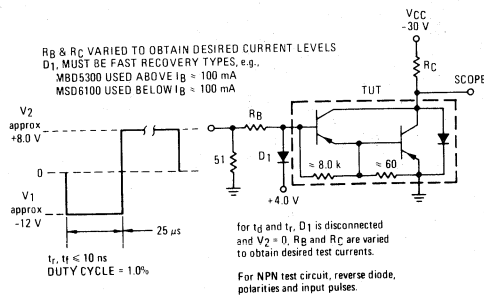 VCC
-30 V
RB & RC VARIED TO OBTAIN DESIRED CURRENT LEVELS
D1, MUST BE FAST RECOVERY TYPES, e.g.,
MBD5300 USED ABOVE IB ≈ 100 mA
MSD6100 USED BELOW IB ≈ 100 mA
RC
SCOPE
TUT
V2
approx
+8.0 V
RB
51
D1
≈ 8.0 k
≈ 60
0
V1
approx
-12 V
+4.0 V
25 μs
tr, tf ≤ 10 ns
DUTY CYCLE = 1.0%
for td and tr, D1 is disconnected
and V2 = 0, RB and RC are varied
to obtain desired test currents.
For NPN test circuit, reverse diode,
polarities and input pulses.